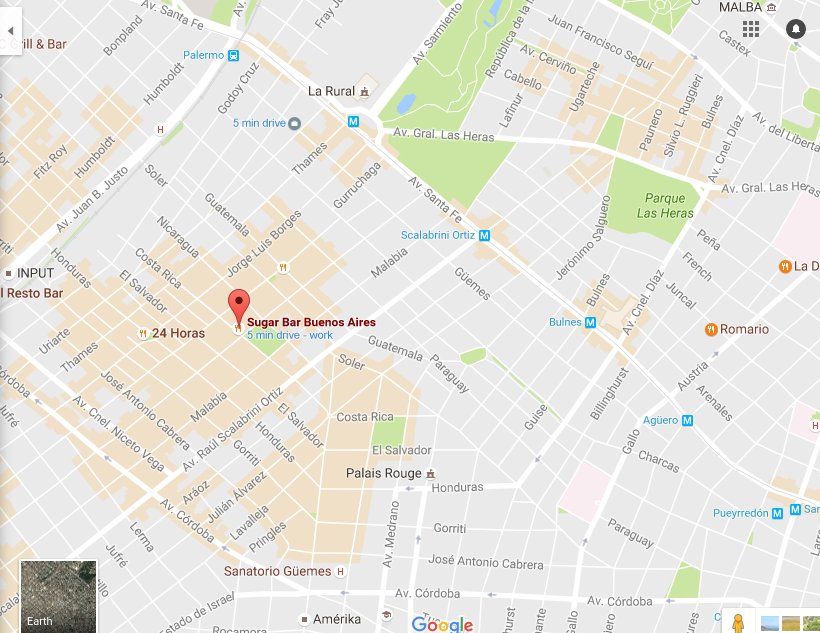 MALBA
Av. Santa Fe
Av.
Fray J
Bonpland
Av. Sarmiento
República de la
Juan Francisco Seguí
Castex
Grill & Bar
Palermo
Humboldt
Godoy Cruz
La Rural
Av. Cerviño
Cabello
Ugarteche
Lafinur
Silvio L. Ruggieri
Paunero
Bulnes
Av. Cnel. Díaz
Av. del Liberta
H
5 min drive
M
Av. Gral. Las Heras
Fitz Roy
Humboldt
Thames
Gurruchaga
Av. Juan B. Justo
Soler
Guatemala
Av. Santa Fe
Parque
Las Heras
Av. Gral. Las Heras
Nicaragua
Jorge Luis Borges
Scalabrini Ortiz M
Jerónimo Salguero
Peña
French
Costa Rica
Malabia
Honduras
INPUT
El Salvador
Güemes
Bulnes
Av. Cnel. Díaz
Juncal
La D
l Resto Bar
Sugar Bar Buenos Aires
5 min drive - work
24 Horas
Bulnes M
Romario
Uriarte
Thames
Guatemala
Soler
Paraguay
Austria
Arenales
Córdoba
José Antonio Cabrera
Malabia
Av. Raúl Scalabrini Ortiz
El Salvador
Costa Rica
Guise
Billinghurst
Jufré
Av. Cnel. Niceto Vega
Honduras
Gorriti
El Salvador
Gallo
Agüero M
H
Charcas
Palais Rouge
Honduras
Aráoz
Julián Álvarez
Lavalleja
Pringles
Av. Córdoba
Av. Medrano
Gorriti
Pueyrredón M
M San
Paraguay
Larre
Lerma
Jufré
José Antonio Cabrera
Sanatorio Güemes H
Av. Córdoba
Av. Córdoba
Gallo
Estado de Israel
Amérika
Earth
Google